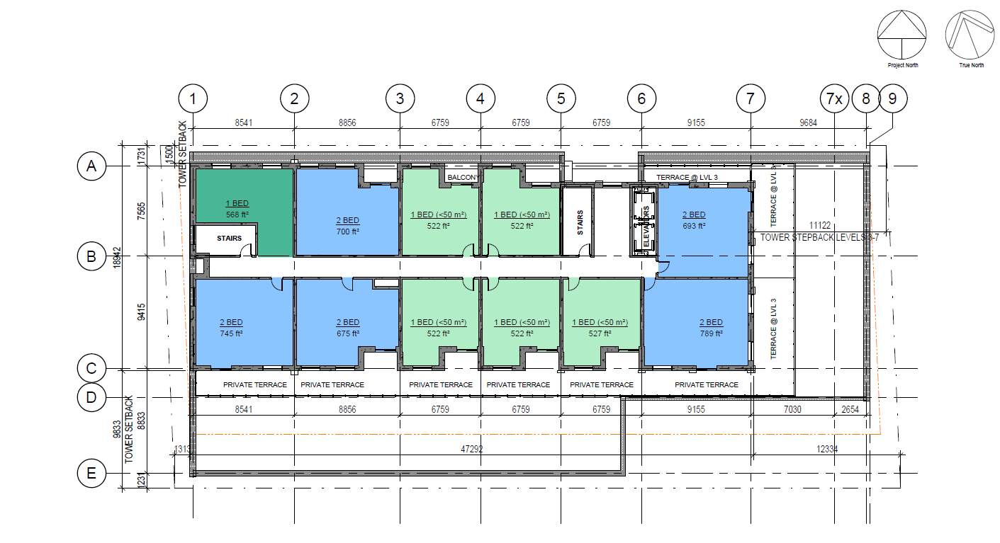 Project North
True North
1
2
3
4
5
6
7
7x
8
9
8541
8856
6759
6759
6759
9155
9684
TOWER SETBACK
1500
1731
A
BALCONY
TERRACE @ LVL 3
TERRACE @ LVL 3
1 BED
568 ft²
2 BED
700 ft²
1 BED (<50 m²)
522 ft²
1 BED (<50 m²)
522 ft²
STAIRS
ELEVATORS
2 BED
693 ft²
7565
11122
TOWER STEPBACK LEVELS 3-7
STAIRS
B
18942
9415
2 BED
745 ft²
2 BED
675 ft²
1 BED (<50 m²)
522 ft²
1 BED (<50 m²)
522 ft²
1 BED (<50 m²)
527 ft²
2 BED
789 ft²
TERRACE @ LVL 3
C
PRIVATE TERRACE
PRIVATE TERRACE
PRIVATE TERRACE
PRIVATE TERRACE
PRIVATE TERRACE
PRIVATE TERRACE
D
8541
8856
6759
6759
6759
9155
7030
2654
9833
TOWER SETBACK
8833
1313
47292
12334
E
1231